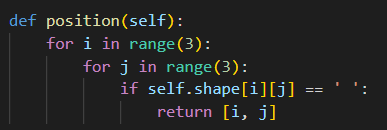 def position(self):
    for i in range(3):
        for j in range(3):
            if self.shape[i][j] == ' ':
                return [i, j]